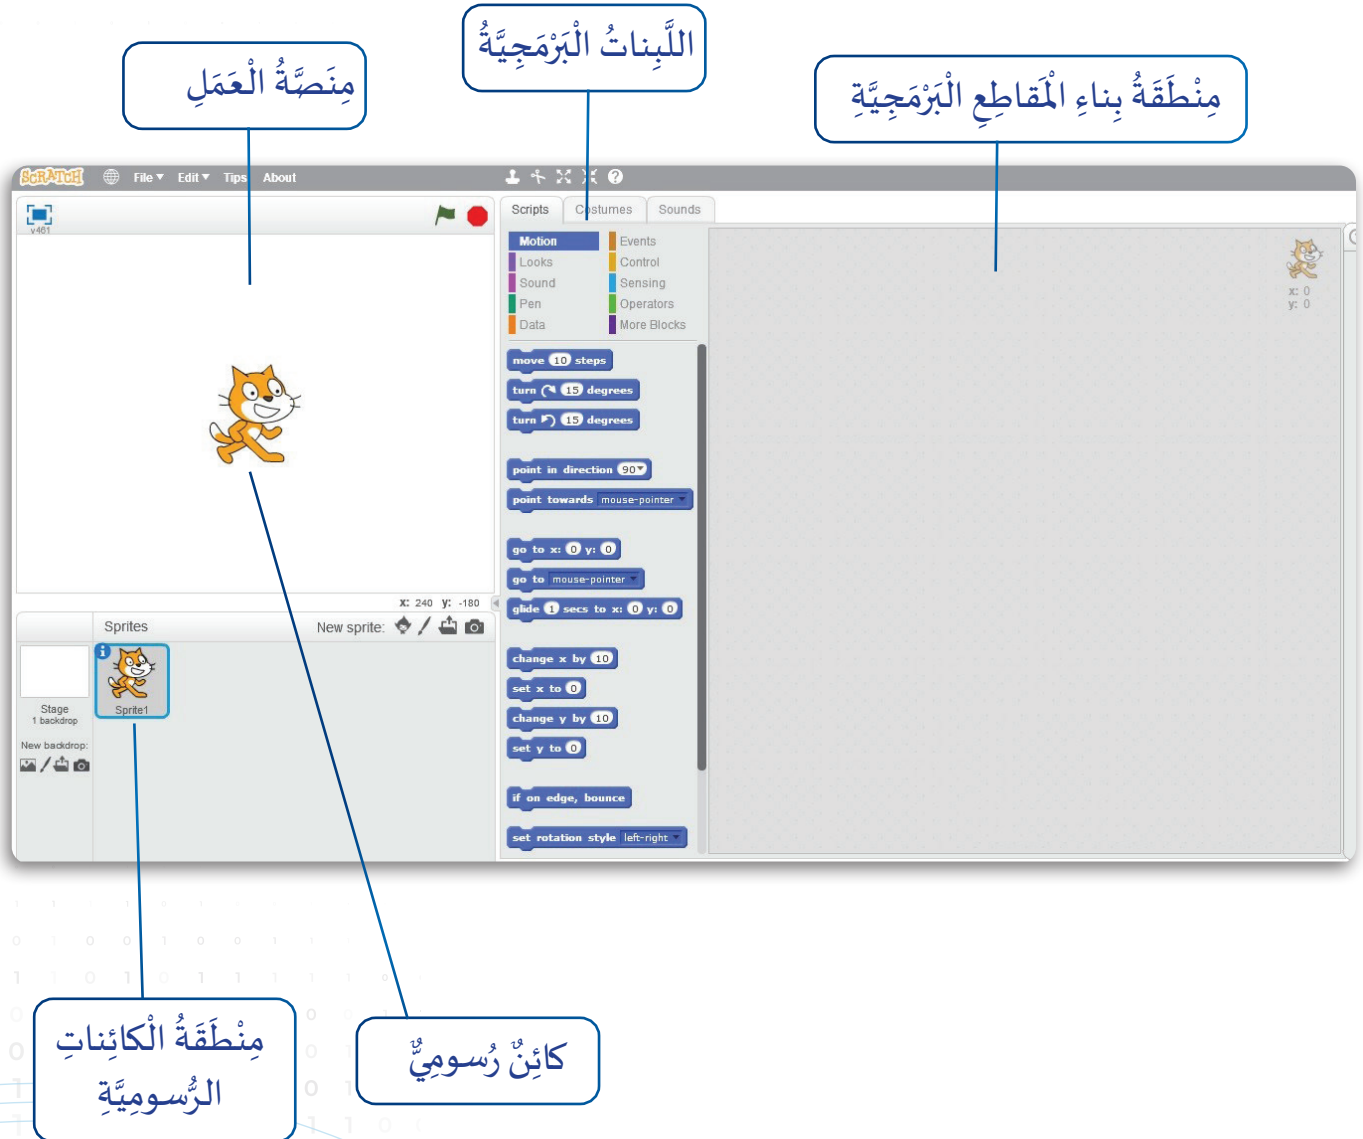 اللَّبِناتُ الْبَرْمَجِيَّةُ
مِنَصَّةُ الْعَمَلِ
مِنْطَقَةُ بِناءِ الْمَقاطِعِ الْبَرْمَجِيَّةِ
SCRATCH File Edit Tips About
v461
Scripts Costumes Sounds
Motion Events
Looks Control
Sound Sensing
Pen Operators
Data More Blocks
x: 0
y: 0
move 10 steps
turn 15 degrees
turn 15 degrees
point in direction 90
point towards mouse-pointer
go to x: 0 y: 0
go to mouse-pointer
glide 1 secs to x: 0 y: 0
change x by 10
set x to 0
change y by 10
set y to 0
if on edge, bounce
set rotation style left-right
X: 240 y: -180
Sprites New sprite:
Sprite1
Stage
1 backdrop
New backdrop:
مِنْطَقَةُ الْكائِناتِ
الرُّسومِيَّةِ
كائِنٌ رُسومِيٌّ